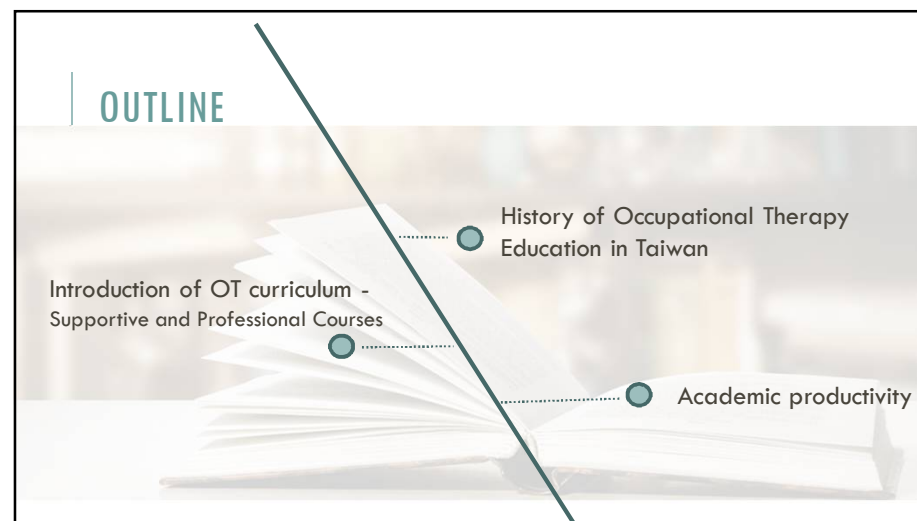 OUTLINE
History of Occupational Therapy
Education in Taiwan
Introduction of OT curriculum -
Supportive and Professional Courses
Academic productivity